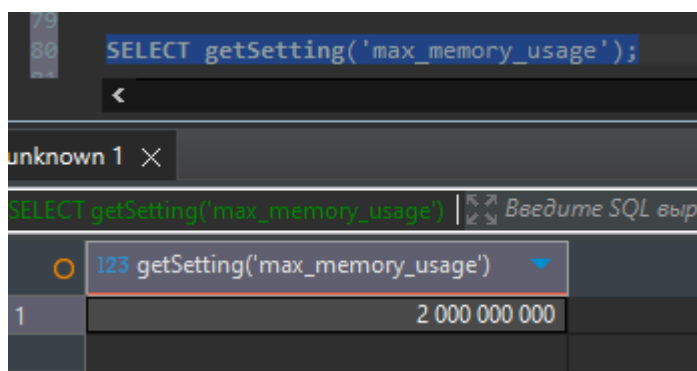 79
80 SELECT getSetting('max_memory_usage');
81
unknown 1
SELECT getSetting('max_memory_usage') Введите SQL выр
123 getSetting('max_memory_usage')
1 2 000 000 000